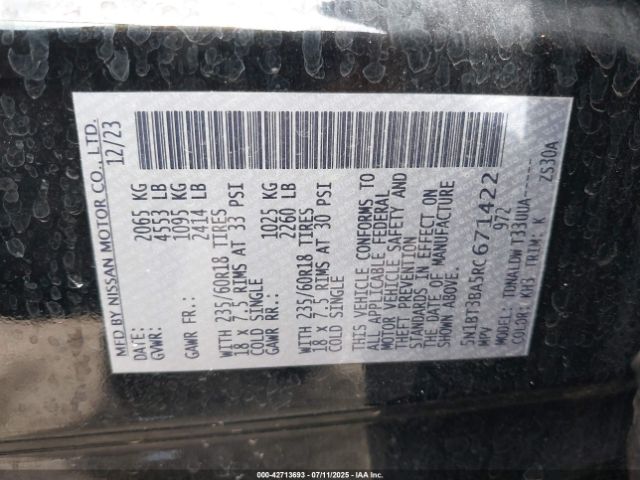 MFD BY NISSAN MOTOR CO., LTD.
DATE: 12/23
GVWR: 2065 KG
4553 LB
GAWR FR.: 1095 KG
2414 LB
WITH 235/60R18 TIRES
18 x 7.5 RIMS AT 33 PSI
COLD SINGLE
GAWR RR.: 1025 KG
2260 LB
WITH 235/60R18 TIRES
18 x 7.5 RIMS AT 30 PSI
COLD SINGLE
THIS VEHICLE CONFORMS TO
ALL APPLICABLE FEDERAL
MOTOR VEHICLE SAFETY AND
THEFT PREVENTION
STANDARDS IN EFFECT ON
THE DATE OF MANUFACTURE
SHOWN ABOVE.
5N1BT3BA5RC671422
MPV 972
MODEL: TDNALDW T33UUA-----
COLOR: KH3 TRIM: K ZS30A
000-42713693 - 07/11/2025 - IAAI.COM